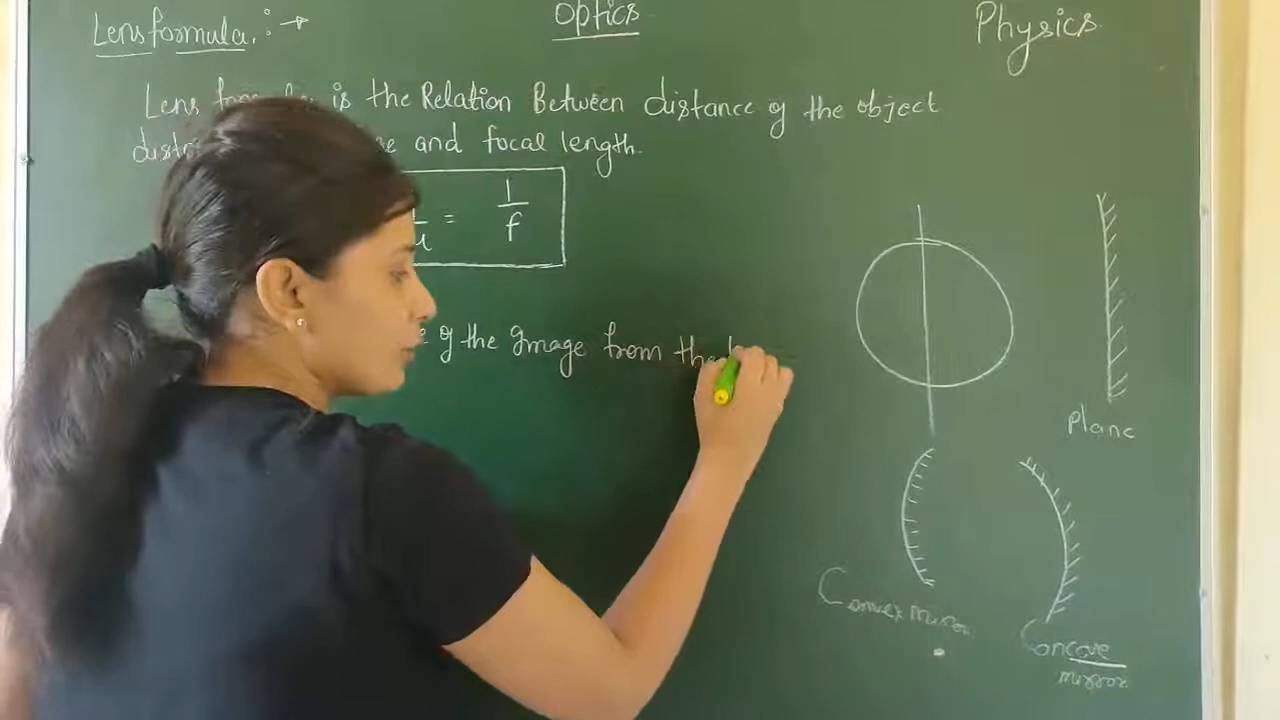 Lens formula.:→
Optics
Physics
Lens is the Relation Between distance of the object
and focal length.
= 1/f
of the Image from the
Plane
Convex mirror
Concave
mirror